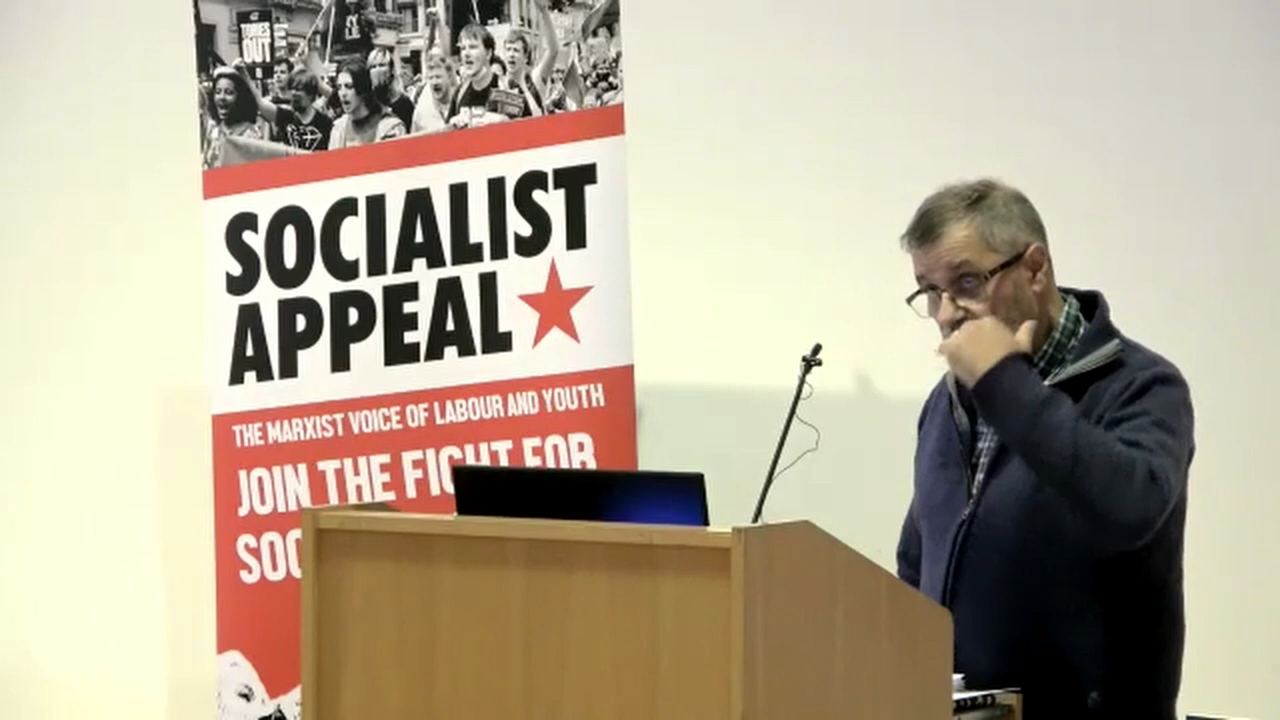 TORIES
OUT
SOCIALIST
APPEAL
THE MARXIST VOICE OF LABOUR AND YOUTH
JOIN THE FIGHT FOR